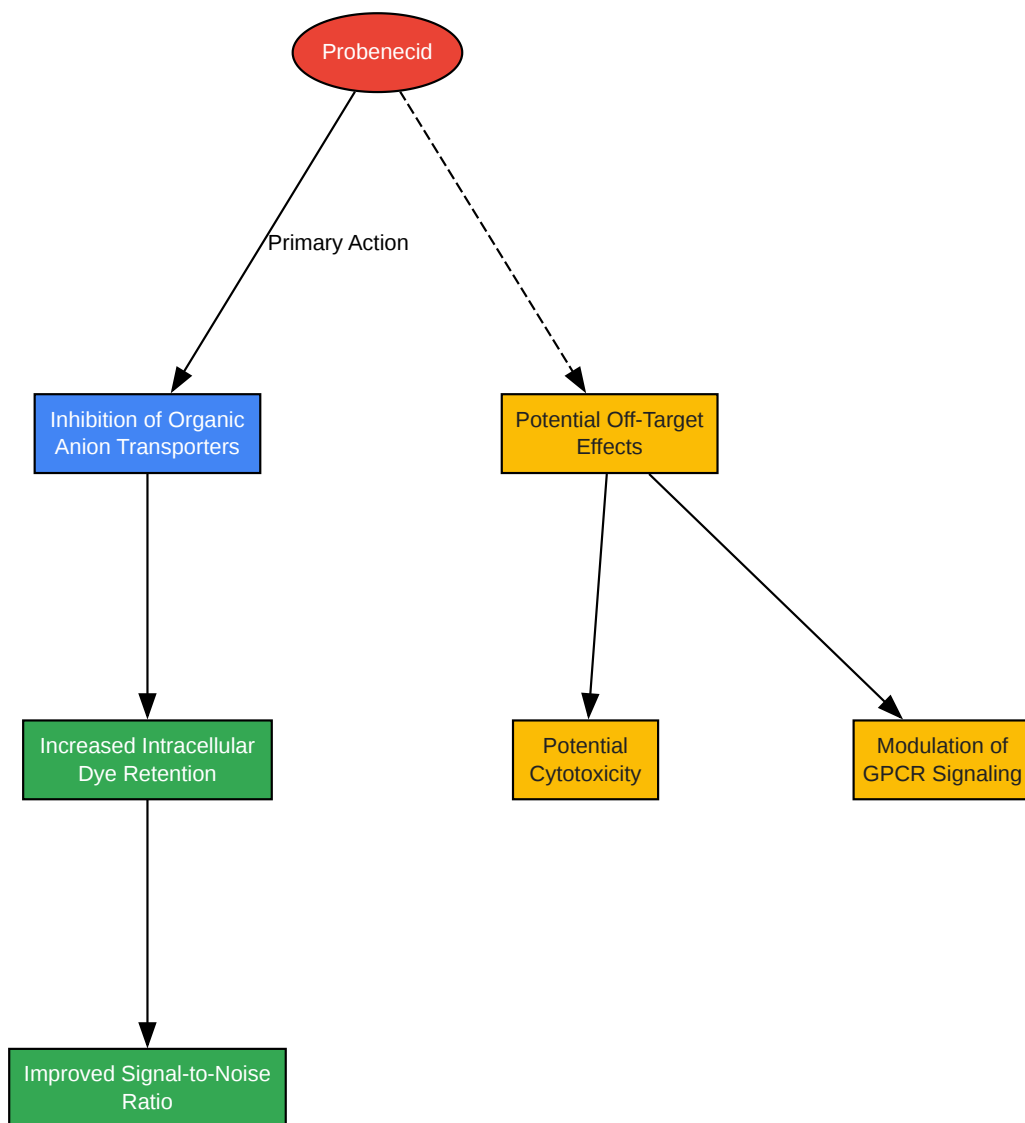 Probenecid
Primary Action
Inhibition of Organic
Anion Transporters
Potential Off-Target
Effects
Increased Intracellular
Dye Retention
Potential
Cytotoxicity
Modulation of
GPCR Signaling
Improved Signal-to-Noise
Ratio